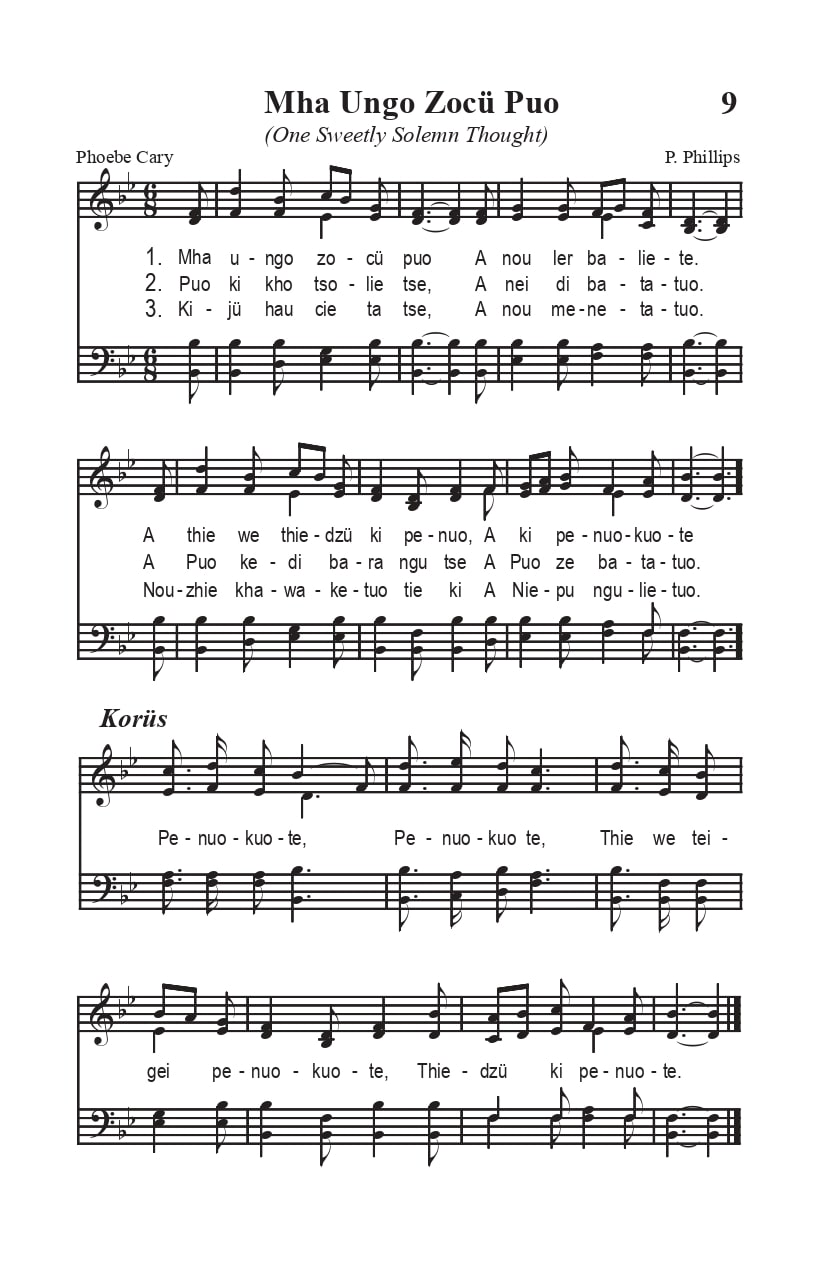 Mha Ungo Zocü Puo 9
(One Sweetly Solemn Thought)
Phoebe Cary P. Phillips
1. Mha u - ngo zo - cü puo A nou ler ba - lie - te.
2. Puo ki kho tso - lie tse, A nei di ba - ta - tuo.
3. Ki - jü hau cie ta tse, A nou me - ne - ta - tuo.
A thie we thie - dzü ki pe - nuo, A ki pe - nuo - kuo - te
A Puo ke - di ba - ra ngu tse A Puo ze ba - ta - tuo.
Nou - zhie kha - wa - ke - tuo tie ki A Nie - pu ngu - lie - tuo.
Korüs
Pe - nuo - kuo - te, Pe - nuo - kuo te, Thie we tei -
gei pe - nuo - kuo - te, Thie - dzü ki pe - nuo - te.